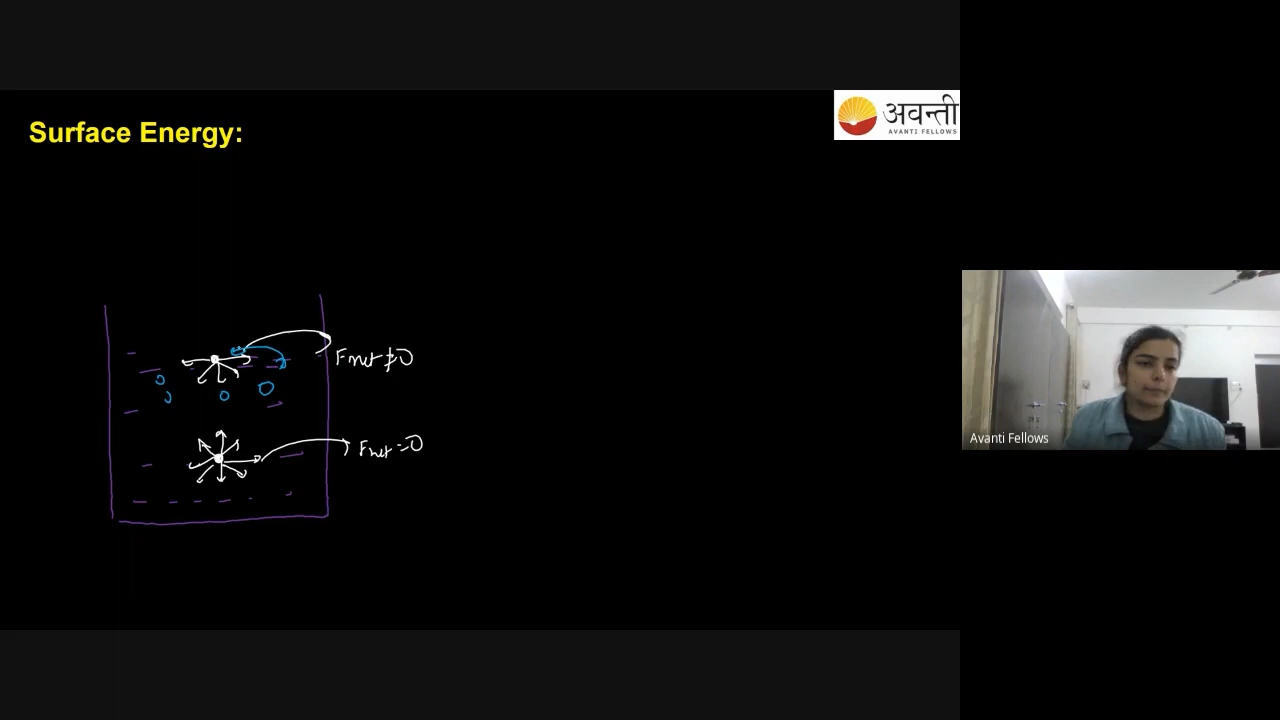 Surface Energy:
अवन्ती
AVANTI FELLOWS
Fnet ≠ 0
Fnet = 0
Avanti Fellows